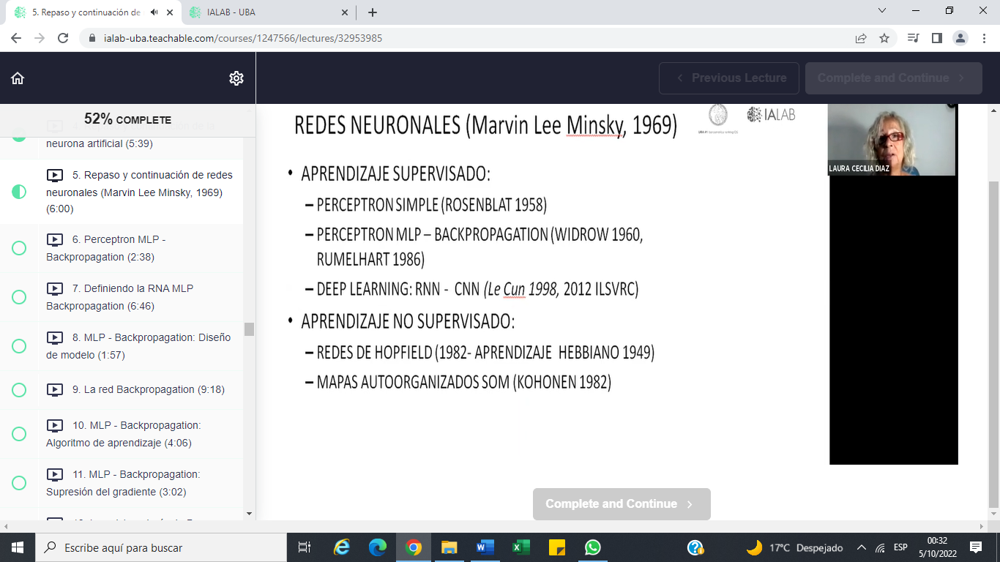 5. Repaso y continuación de
IALAB - UBA
ialab-uba.teachable.com/courses/1247566/lectures/32953985
Previous Lecture
Complete and Continue
52% COMPLETE
neurona artificial (5:39)
5. Repaso y continuación de redes
neuronales (Marvin Lee Minsky, 1969)
(6:00)
6. Perceptron MLP -
Backpropagation (2:38)
7. Definiendo la RNA MLP
Backpropagation (6:46)
8. MLP - Backpropagation: Diseño
de modelo (1:57)
9. La red Backpropagation (9:18)
10. MLP - Backpropagation:
Algoritmo de aprendizaje (4:06)
11. MLP - Backpropagation:
Supresión del gradiente (3:02)
REDES NEURONALES (Marvin Lee Minsky, 1969)
IALAB
LAURA CECILIA DIAZ
• APRENDIZAJE SUPERVISADO:
– PERCEPTRON SIMPLE (ROSENBLAT 1958)
– PERCEPTRON MLP – BACKPROPAGATION (WIDROW 1960,
RUMELHART 1986)
– DEEP LEARNING: RNN - CNN (Le Cun 1998, 2012 ILSVRC)
• APRENDIZAJE NO SUPERVISADO:
– REDES DE HOPFIELD (1982- APRENDIZAJE HEBBIANO 1949)
– MAPAS AUTOORGANIZADOS SOM (KOHONEN 1982)
Complete and Continue
Escribe aquí para buscar
17°C Despejado
ESP
00:32
5/10/2022